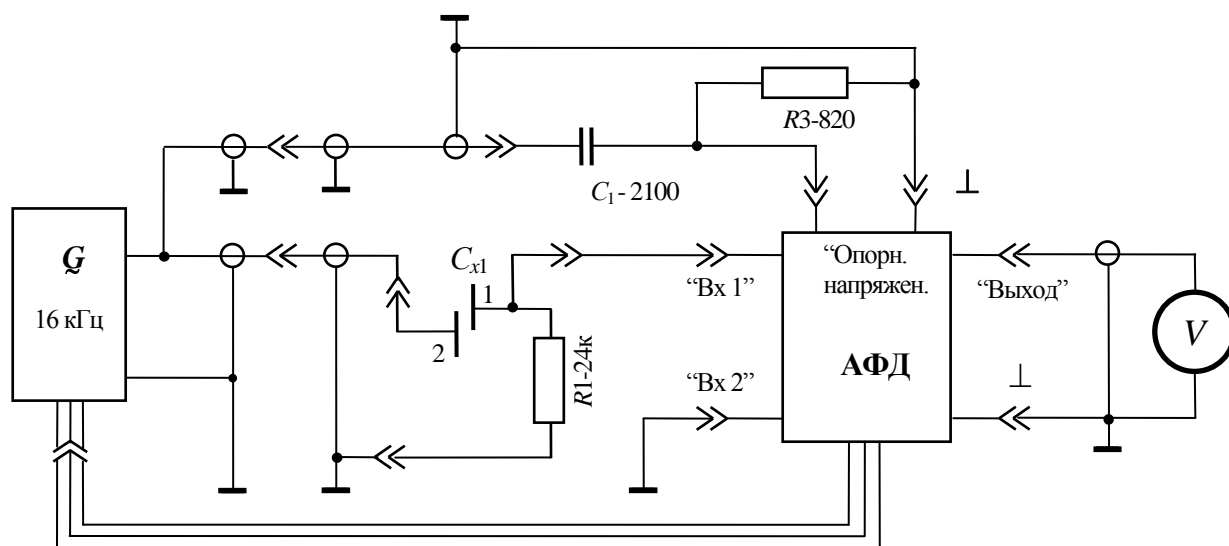 R3-820
C1 - 2100
⊥
G
16 кГц
Cx1
1
2
R1-24к
“Вх 1”
“Вх 2”
“Опорн.
напряжен.
АФД
“Выход”
⊥
V